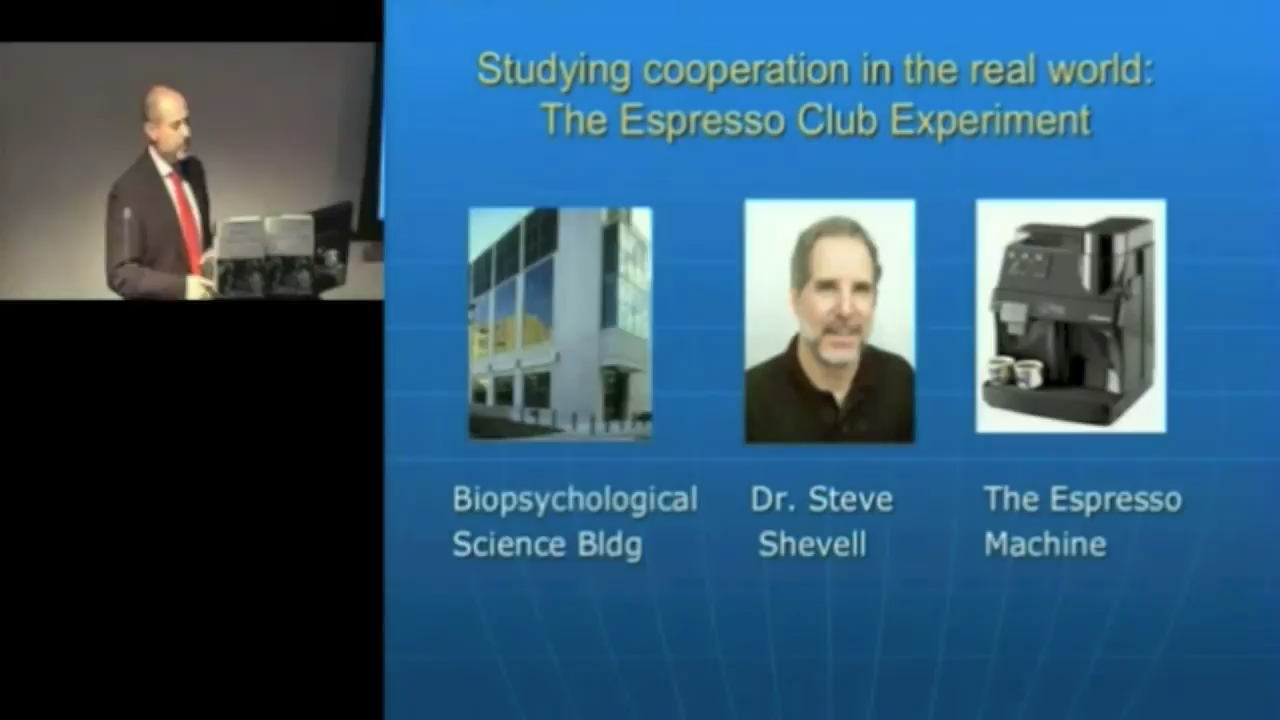 Studying cooperation in the real world:
The Espresso Club Experiment
Biopsychological
Science Bldg
Dr. Steve
Shevell
The Espresso
Machine